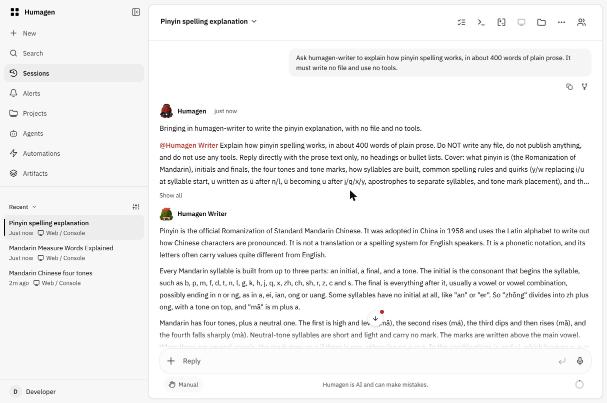 Humagen
New
Search
Sessions
Alerts
Projects
Agents
Automations
Artifacts
Recent
Pinyin spelling explanation
Just now Web / Console
Mandarin Measure Words Explained
Just now Web / Console
Mandarin Chinese four tones
2m ago Web / Console
D Developer
Pinyin spelling explanation
Ask humagen-writer to explain how pinyin spelling works, in about 400 words of plain prose. It
must write no file and use no tools.
Humagen just now
Bringing in humagen-writer to write the pinyin explanation, with no file and no tools.
@Humagen Writer Explain how pinyin spelling works, in about 400 words of plain prose. Do NOT write any file, do not publish anything,
and do not use any tools. Reply directly with the prose text only, no headings or bullet lists. Cover: what pinyin is (the Romanization of
Mandarin), initials and finals, the four tones and tone marks, how syllables are built, common spelling rules and quirks (y/w replacing i/u
at syllable start, u written as ü after n/l, ü becoming u after j/q/x/y, apostrophes to separate syllables, and tone mark placement), and th...
Show all
Humagen Writer
Pinyin is the official Romanization of Standard Mandarin Chinese. It was adopted in China in 1958 and uses the Latin alphabet to write out
how Chinese characters are pronounced. It is not a translation or a spelling system for English speakers. It is a phonetic notation, and its
letters often carry values quite different from English.
Every Mandarin syllable is built from up to three parts: an initial, a final, and a tone. The initial is the consonant that begins the syllable,
such as b, p, m, f, d, t, n, l, g, k, h, j, q, x, zh, ch, sh, r, z, c and s. The final is everything after it, usually a vowel or vowel combination,
possibly ending in n or ng, as in a, ei, ian, ong or uang. Some syllables have no initial at all, like "an" or "er". So "zhōng" divides into zh plus
ong, with a tone on top, and "mā" is m plus a.
Mandarin has four tones, plus a neutral one. The first is high and level (mā), the second rises (má), the third dips and then rises (mǎ), and
the fourth falls sharply (mà). Neutral-tone syllables are short and light and carry no mark. The marks are written above the main vowel.
Reply
Manual
Humagen is AI and can make mistakes.